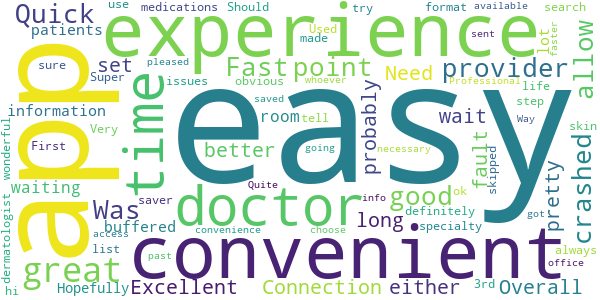 use medications Should try format available search
Quick experience lot
patients Used made sent faster
app sure set Fast point Need provider allow
Super pleased issues obvious whoever Professional life
information time easy saved room tell probably wait step
wonderful First Very better going necessary Way fault skin crashed
waiting doctor good skipped pretty
dermatologist Was Quite long info ok got
buffered saver convenience choose definitely specialty always
access list convenient office
great past
hi Hopefully Excellent Connection either 3rd Overall